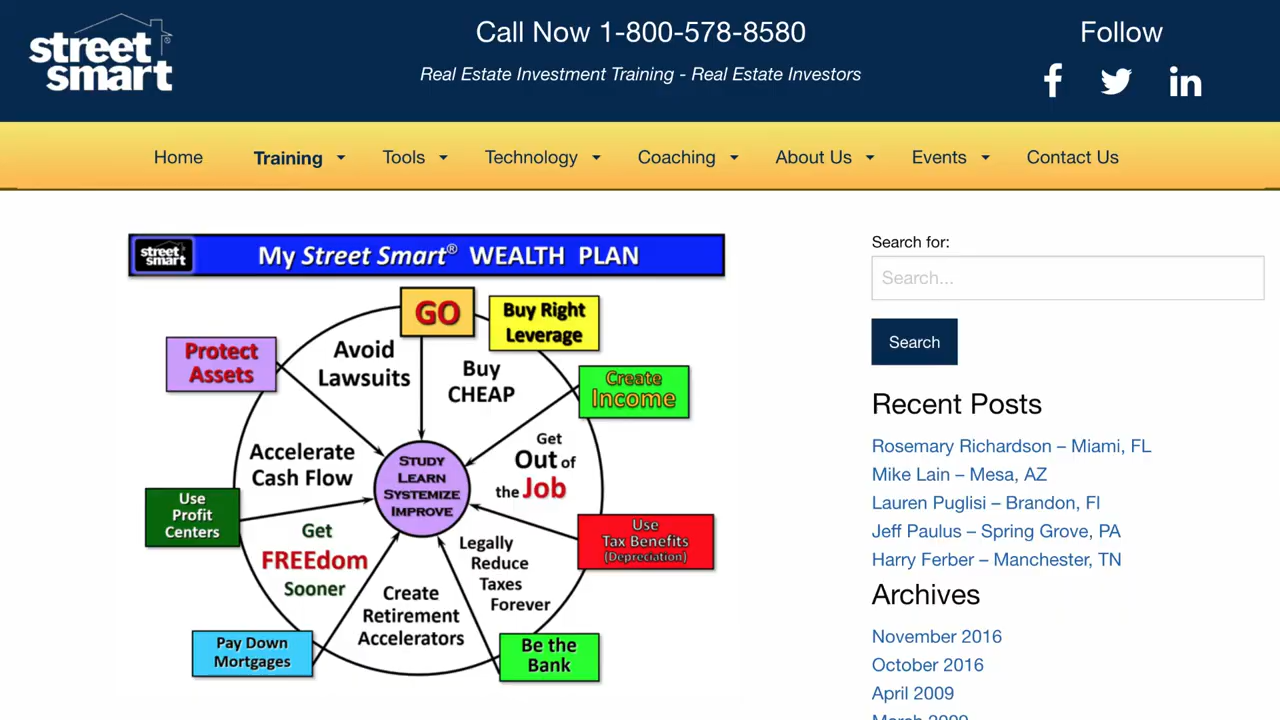 street
smart
Call Now 1-800-578-8580
Real Estate Investment Training - Real Estate Investors
Follow
Home
Training
Tools
Technology
Coaching
About Us
Events
Contact Us
street
smart
My Street Smart® WEALTH PLAN
GO
Buy Right
Leverage
Avoid
Lawsuits
Buy
CHEAP
Protect
Assets
Create
Income
Accelerate
Cash Flow
Get
Out of
the Job
STUDY
LEARN
SYSTEMIZE
IMPROVE
Use
Profit
Centers
Get
FREEdom
Sooner
Legally
Reduce
Taxes
Forever
Use
Tax Benefits
(Depreciation)
Create
Retirement
Accelerators
Pay Down
Mortgages
Be the
Bank
Search for:
Search...
Search
Recent Posts
Rosemary Richardson – Miami, FL
Mike Lain – Mesa, AZ
Lauren Puglisi – Brandon, Fl
Jeff Paulus – Spring Grove, PA
Harry Ferber – Manchester, TN
Archives
November 2016
October 2016
April 2009
March 2009